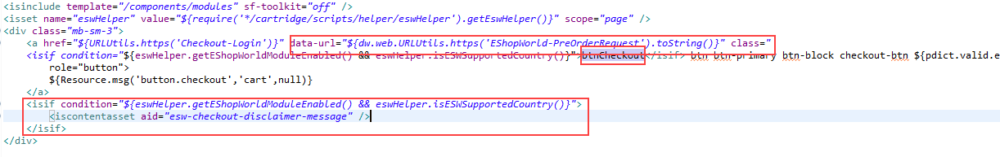 <isinclude template="/components/modules" sf-toolkit="off" />
<isset name="eswHelper" value="${require('*/cartridge/scripts/helper/eswHelper').getEswHelper()}" scope="page" />
<div class="mb-sm-3">
<a href="${URLUtils.https('Checkout-Login')}" data-url="${dw.web.URLUtils.https('EShopWorld-PreOrderRequest').toString()}" class="
<isif condition="${eswHelper.getEShopWorldModuleEnabled() && eswHelper.isESWSupportedCountry()}">btnCheckout</isif> btn btn-primary btn-block checkout-btn ${pdict.valid.e
role="button">
${Resource.msg('button.checkout','cart',null)}
</a>
<isif condition="${eswHelper.getEShopWorldModuleEnabled() && eswHelper.isESWSupportedCountry()}">
<iscontentasset aid="esw-checkout-disclaimer-message" />
</isif>
</div>